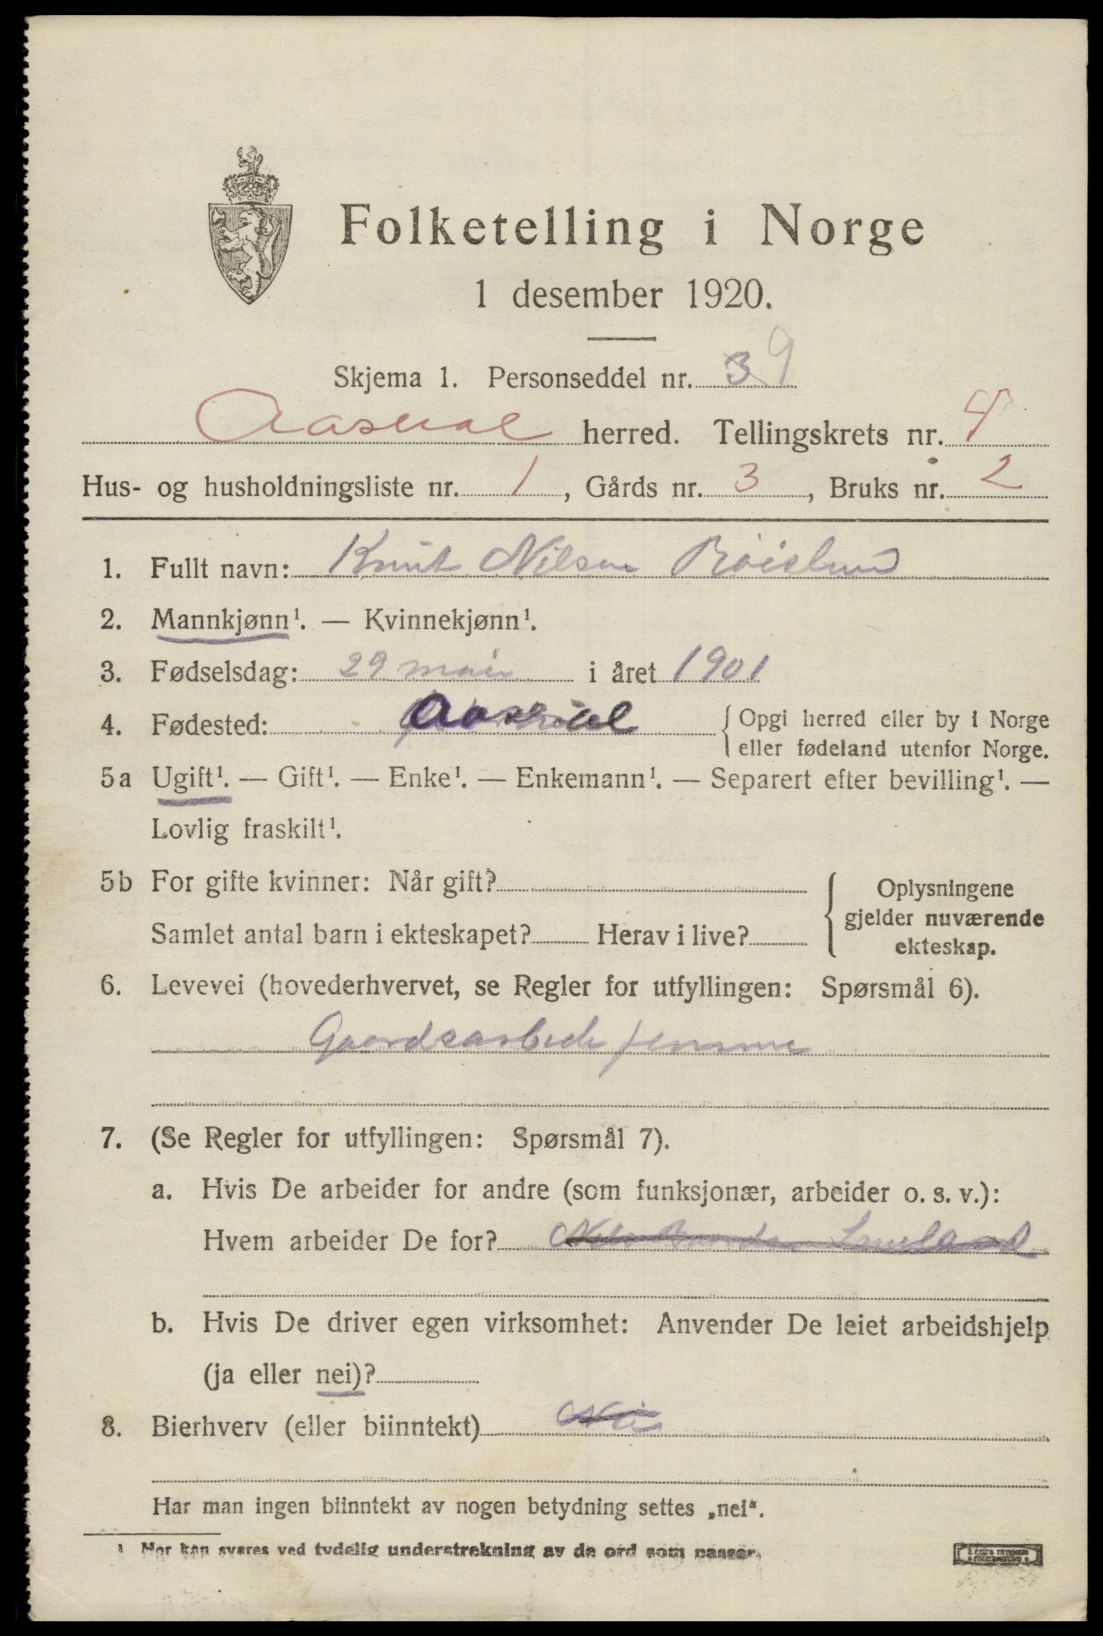 Folketelling i Norge
1 desember 1920.
Skjema 1. Personseddel nr. 39
Aaseral herred. Tellingskrets nr. 4
Hus- og husholdningsliste nr. 1, Gårds nr. 3, Bruks nr. 2
1. Fullt navn: Knut Nilsen Röislund
2. Mannkjønn¹. — Kvinnekjønn¹.
3. Fødselsdag: 29 mai i året 1901
4. Fødested: Aaseral { Opgi herred eller by i Norge
eller fødeland utenfor Norge.
5a Ugift¹. — Gift¹. — Enke¹. — Enkemann¹. — Separert efter bevilling¹. —
Lovlig fraskilt¹.
5b For gifte kvinner: Når gift?
Samlet antal barn i ekteskapet? Herav i live?
{ Oplysningene
gjelder nuværende
ekteskap.
6. Levevei (hovederhvervet, se Regler for utfyllingen: Spørsmål 6).
Gaardsarbeide hemme
7. (Se Regler for utfyllingen: Spørsmål 7).
a. Hvis De arbeider for andre (som funksjonær, arbeider o. s. v.):
Hvem arbeider De for?
b. Hvis De driver egen virksomhet: Anvender De leiet arbeidshjelp
(ja eller nei)?
8. Bierhverv (eller biinntekt) Nei
Har man ingen biinntekt av nogen betydning settes „nei“.
¹ Her kan svares ved tydelig understrekning av de ord som passer.